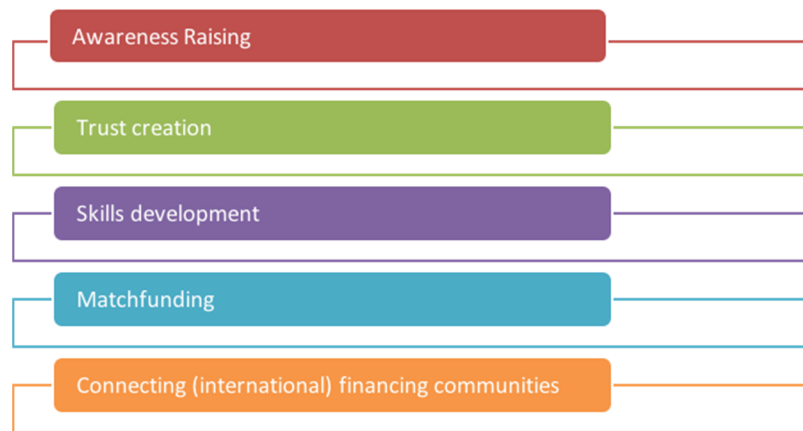 Awareness Raising
Trust creation
Skills development
Matchfunding
Connecting (international) financing communities